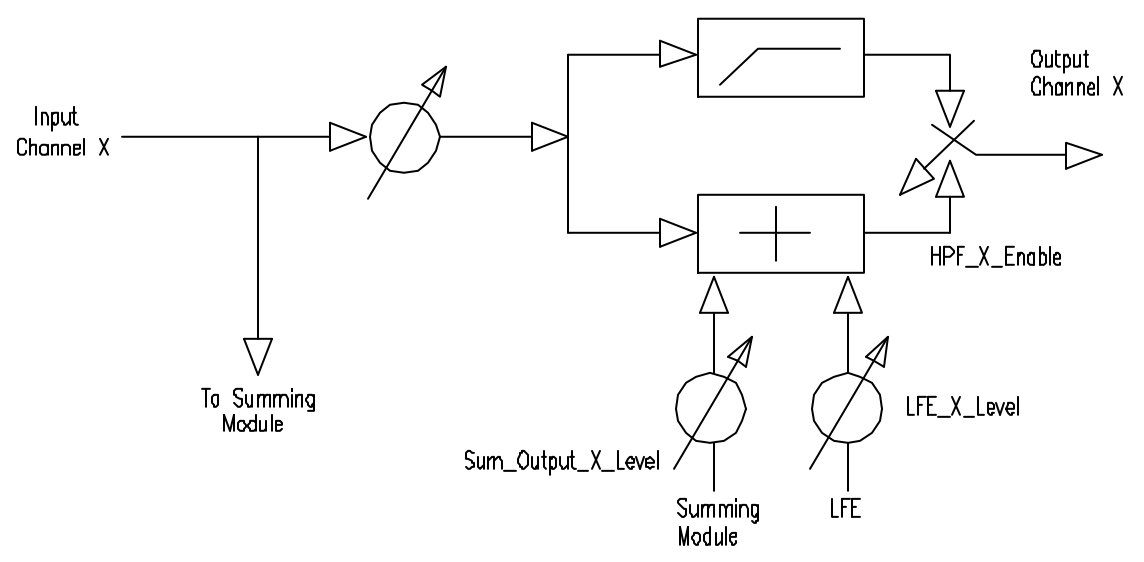 Input
Channel X
Output
Channel X
HPF_X_Enable
To Summing
Module
LFE_X_Level
Sum_Output_X_Level
Summing
Module
LFE